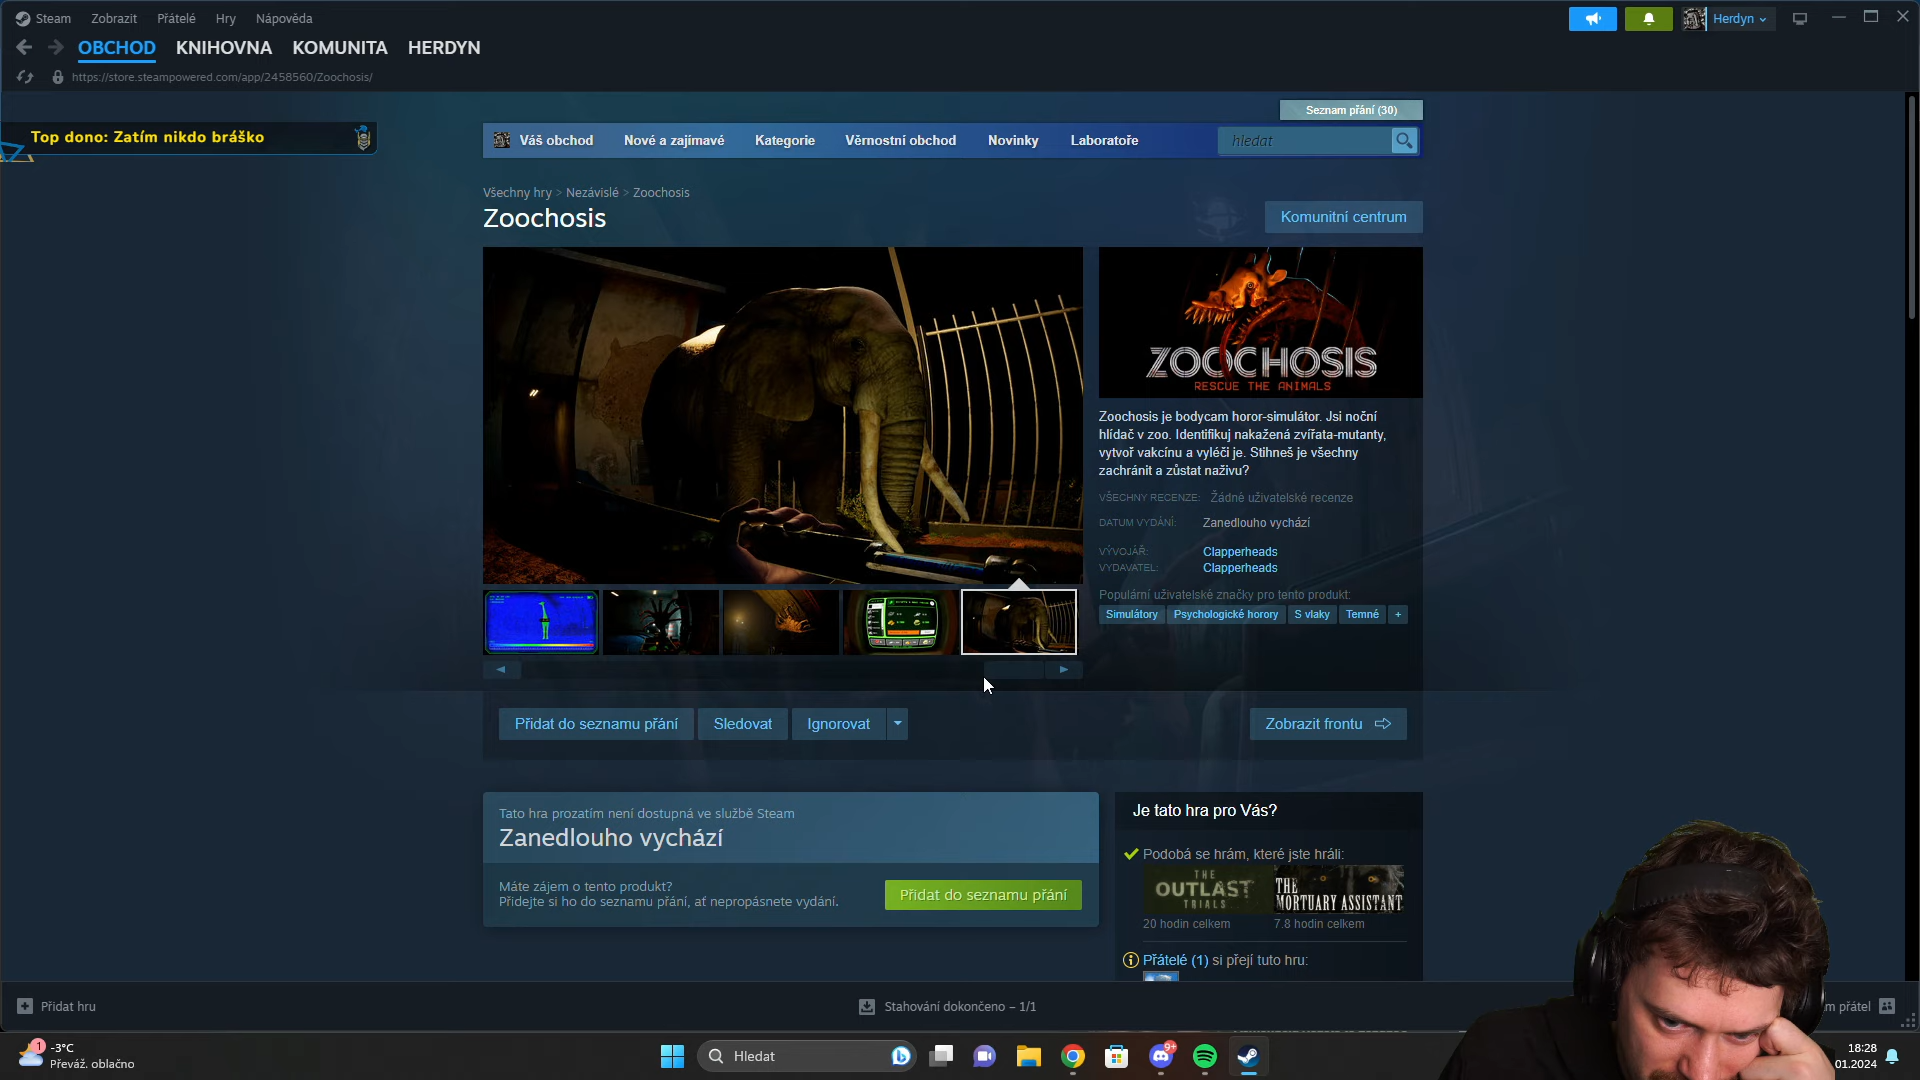 Steam Zobrazit Přátelé Hry Nápověda
Herdyn
OBCHOD KNIHOVNA KOMUNITA HERDYN
https://store.steampowered.com/app/2458560/Zoochosis/
Seznam přání (30)
Top dono: Zatím nikdo bráško
Váš obchod Nové a zajímavé Kategorie Věrnostní obchod Novinky Laboratoře hledat
Všechny hry > Nezávislé > Zoochosis
Zoochosis
Komunitní centrum
ZOOCHOSIS
RESCUE THE ANIMALS
Zoochosis je bodycam horor-simulátor. Jsi noční
hlídač v zoo. Identifikuj nakažená zvířata-mutanty,
vytvoř vakcínu a vyléči je. Stihneš je všechny
zachránit a zůstat naživu?
VŠECHNY RECENZE: Žádné uživatelské recenze
DATUM VYDÁNÍ: Zanedlouho vychází
VÝVOJÁŘ: Clapperheads
VYDAVATEL: Clapperheads
Populární uživatelské značky pro tento produkt:
Simulátory Psychologické horory S vlaky Temné +
Přidat do seznamu přání Sledovat Ignorovat Zobrazit frontu
Tato hra prozatím není dostupná ve službě Steam
Zanedlouho vychází
Máte zájem o tento produkt?
Přidejte si ho do seznamu přání, ať nepropásnete vydání.
Přidat do seznamu přání
Je tato hra pro Vás?
Podobá se hrám, které jste hráli:
THE OUTLAST TRIALS
THE MORTUARY ASSISTANT
20 hodin celkem 7.8 hodin celkem
Přátelé (1) si přejí tuto hru:
Přidat hru
Stahování dokončeno – 1/1
m přátel
1
-3°C
Převáž. oblačno
Hledat
9+
18:28
01.2024